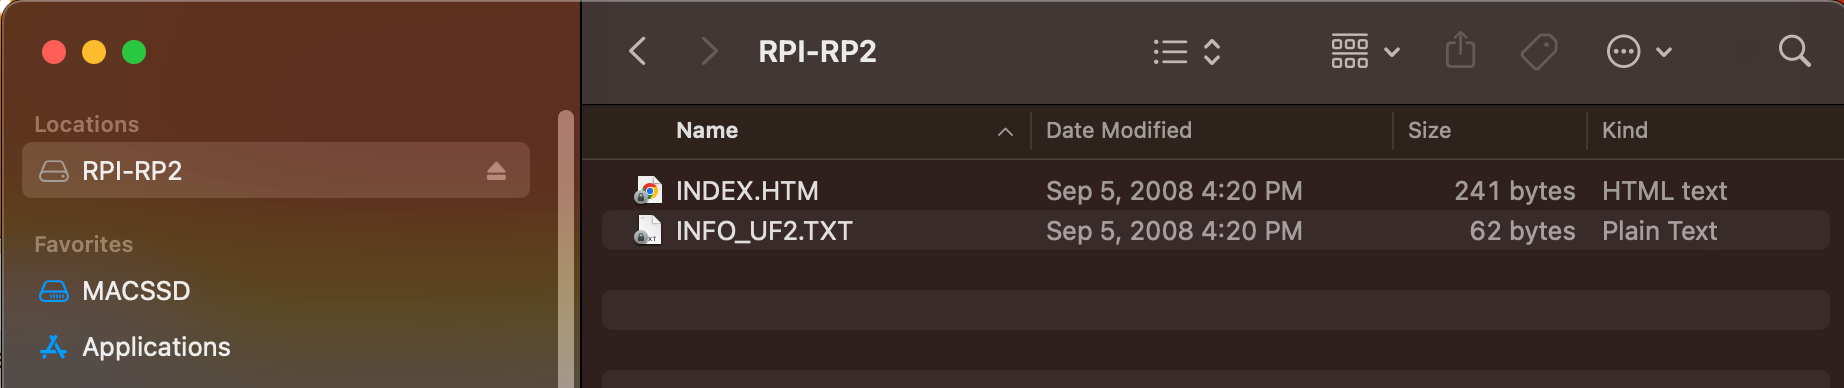 RPI-RP2
Locations
RPI-RP2
Favorites
MACSSD
Applications
Name Date Modified Size Kind
INDEX.HTM Sep 5, 2008 4:20 PM 241 bytes HTML text
INFO_UF2.TXT Sep 5, 2008 4:20 PM 62 bytes Plain Text